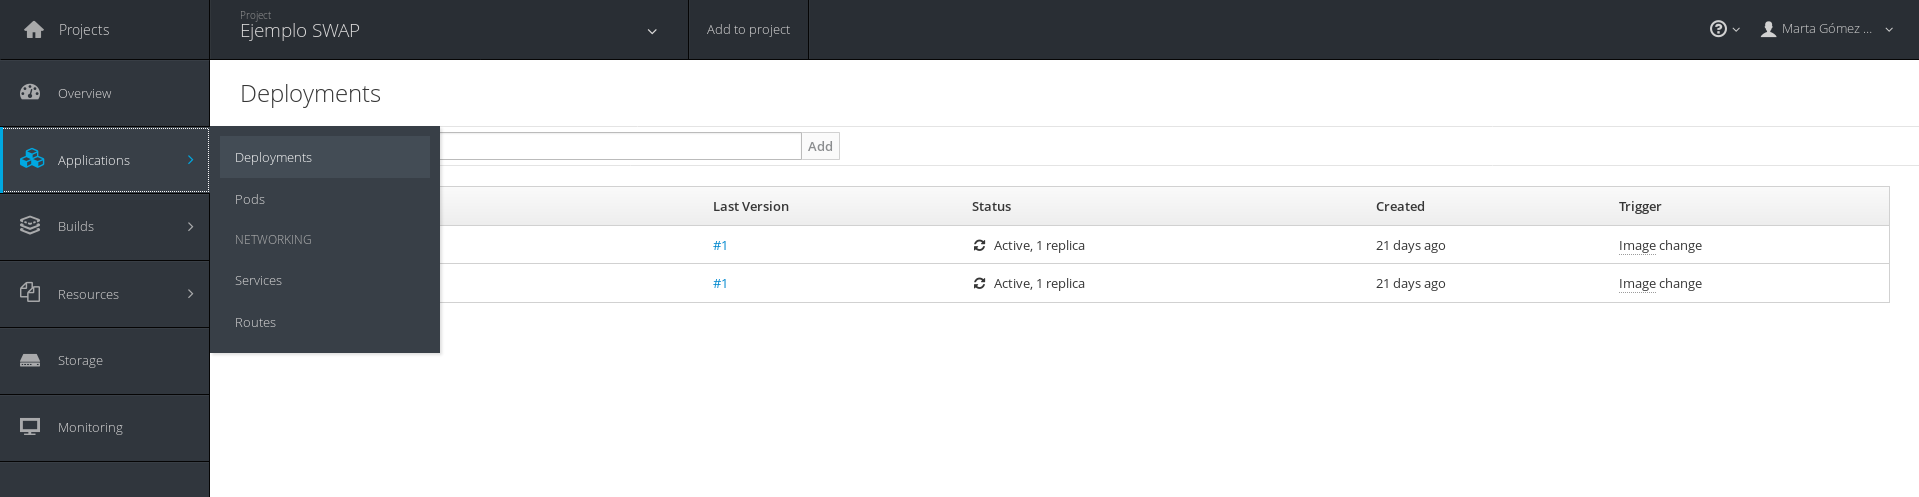 Projects
Project
Ejemplo SWAP
Add to project
Marta Gómez ...
Overview
Applications
Builds
Resources
Storage
Monitoring
Deployments
Deployments
Pods
NETWORKING
Services
Routes
Add
Last Version Status Created Trigger
#1 Active, 1 replica 21 days ago Image change
#1 Active, 1 replica 21 days ago Image change